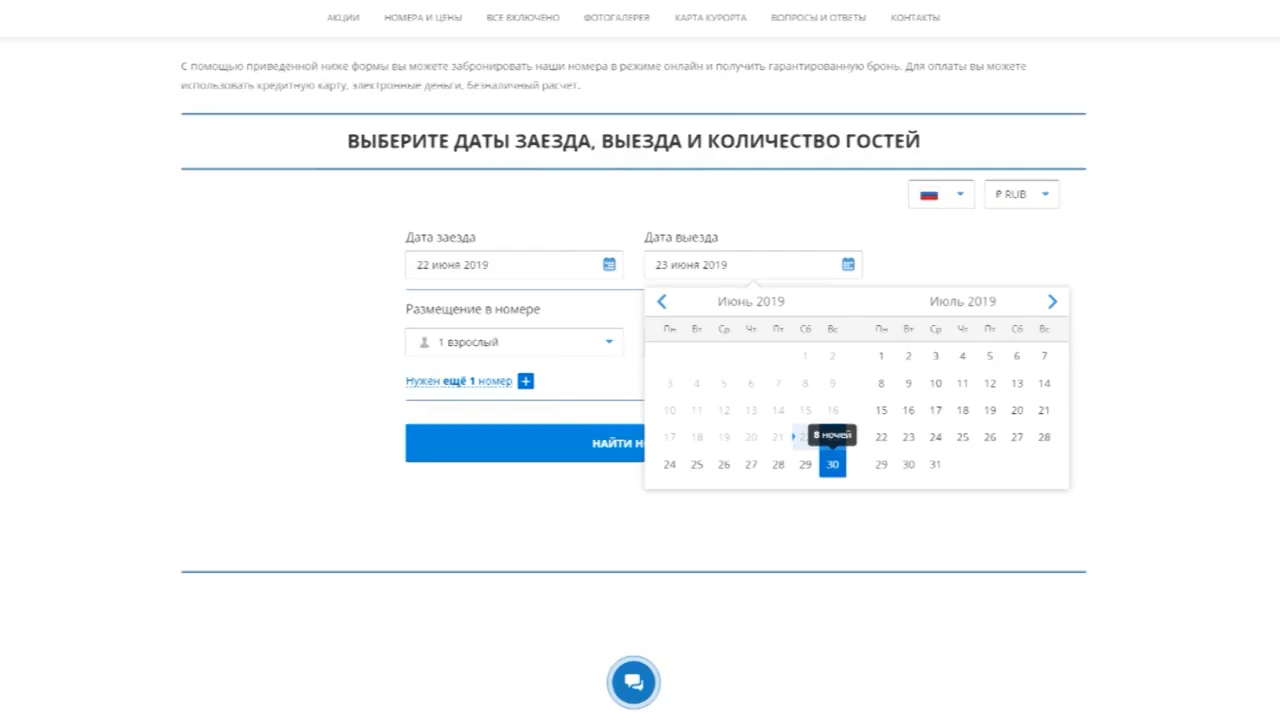 АКЦИИ НОМЕРА И ЦЕНЫ ВСЕ ВКЛЮЧЕНО ФОТОГАЛЕРЕЯ КАРТА КУРОРТА ВОПРОСЫ И ОТВЕТЫ КОНТАКТЫ
С помощью приведенной ниже формы вы можете забронировать наши номера в режиме онлайн и получить гарантированную бронь. Для оплаты вы можете
использовать кредитную карту, электронные деньги, безналичный расчет.
ВЫБЕРИТЕ ДАТЫ ЗАЕЗДА, ВЫЕЗДА И КОЛИЧЕСТВО ГОСТЕЙ
₽ RUB
Дата заезда Дата выезда
22 июня 2019 23 июня 2019
Июнь 2019 Июль 2019
Размещение в номере
Пн Вт Ср Чт Пт Сб Вс Пн Вт Ср Чт Пт Сб Вс
1 взрослый
1 2 1 2 3 4 5 6 7
Нужен ещё 1 номер
3 4 5 6 7 8 9 8 9 10 11 12 13 14
10 11 12 13 14 15 16 15 16 17 18 19 20 21
17 18 19 20 21 8 ночей 22 23 24 25 26 27 28
НАЙТИ
24 25 26 27 28 29 30 29 30 31